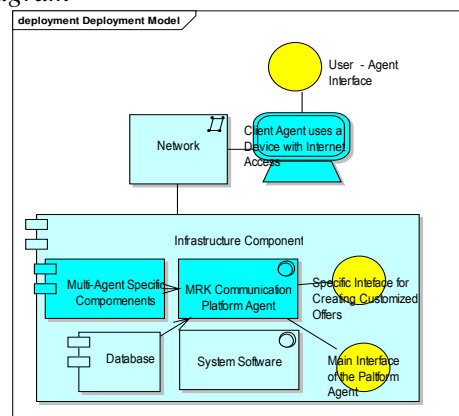 deployment Deployment Model
User - Agent
Interface
Client Agent uses a
Device with Internet
Access
Network
Infrastructure Component
Multi-Agent Specific
Compoments
MRK Communication
Platform Agent
Specific Inteface for
Creating Customized
Offers
Database
System Software
Main Interface
of the Paltform
Agent